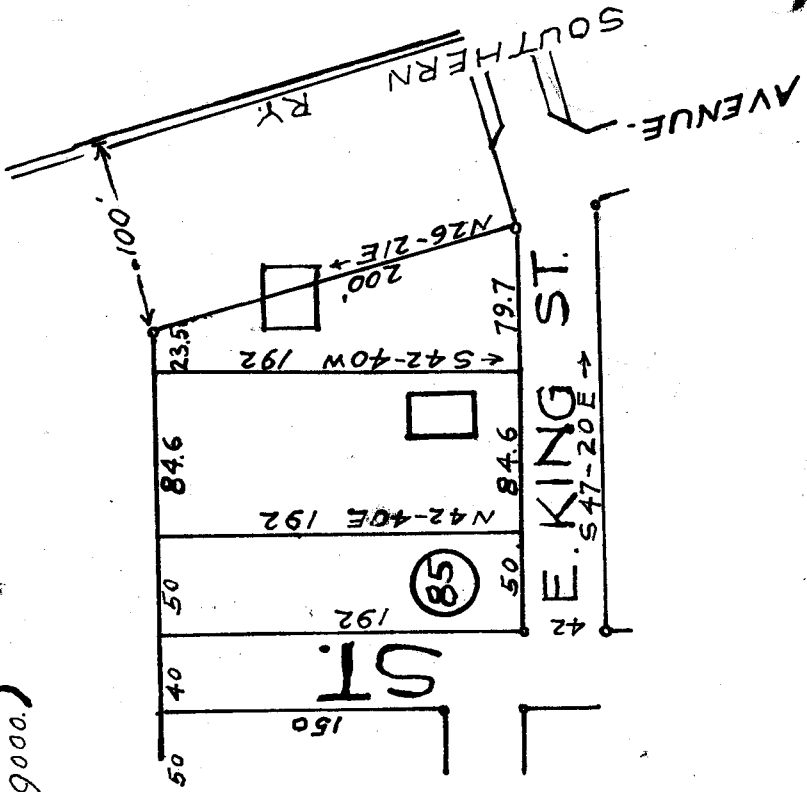 SOUTHERN
RY.
AVENUE.
100'
N26-21E →
200'
23.5
79.7
← S42-40W 192
84.6
84.6
E. KING ST.
S47-20E →
N42-40E 192
50
85
50
192
42
ST.
40
150
50
9000.)